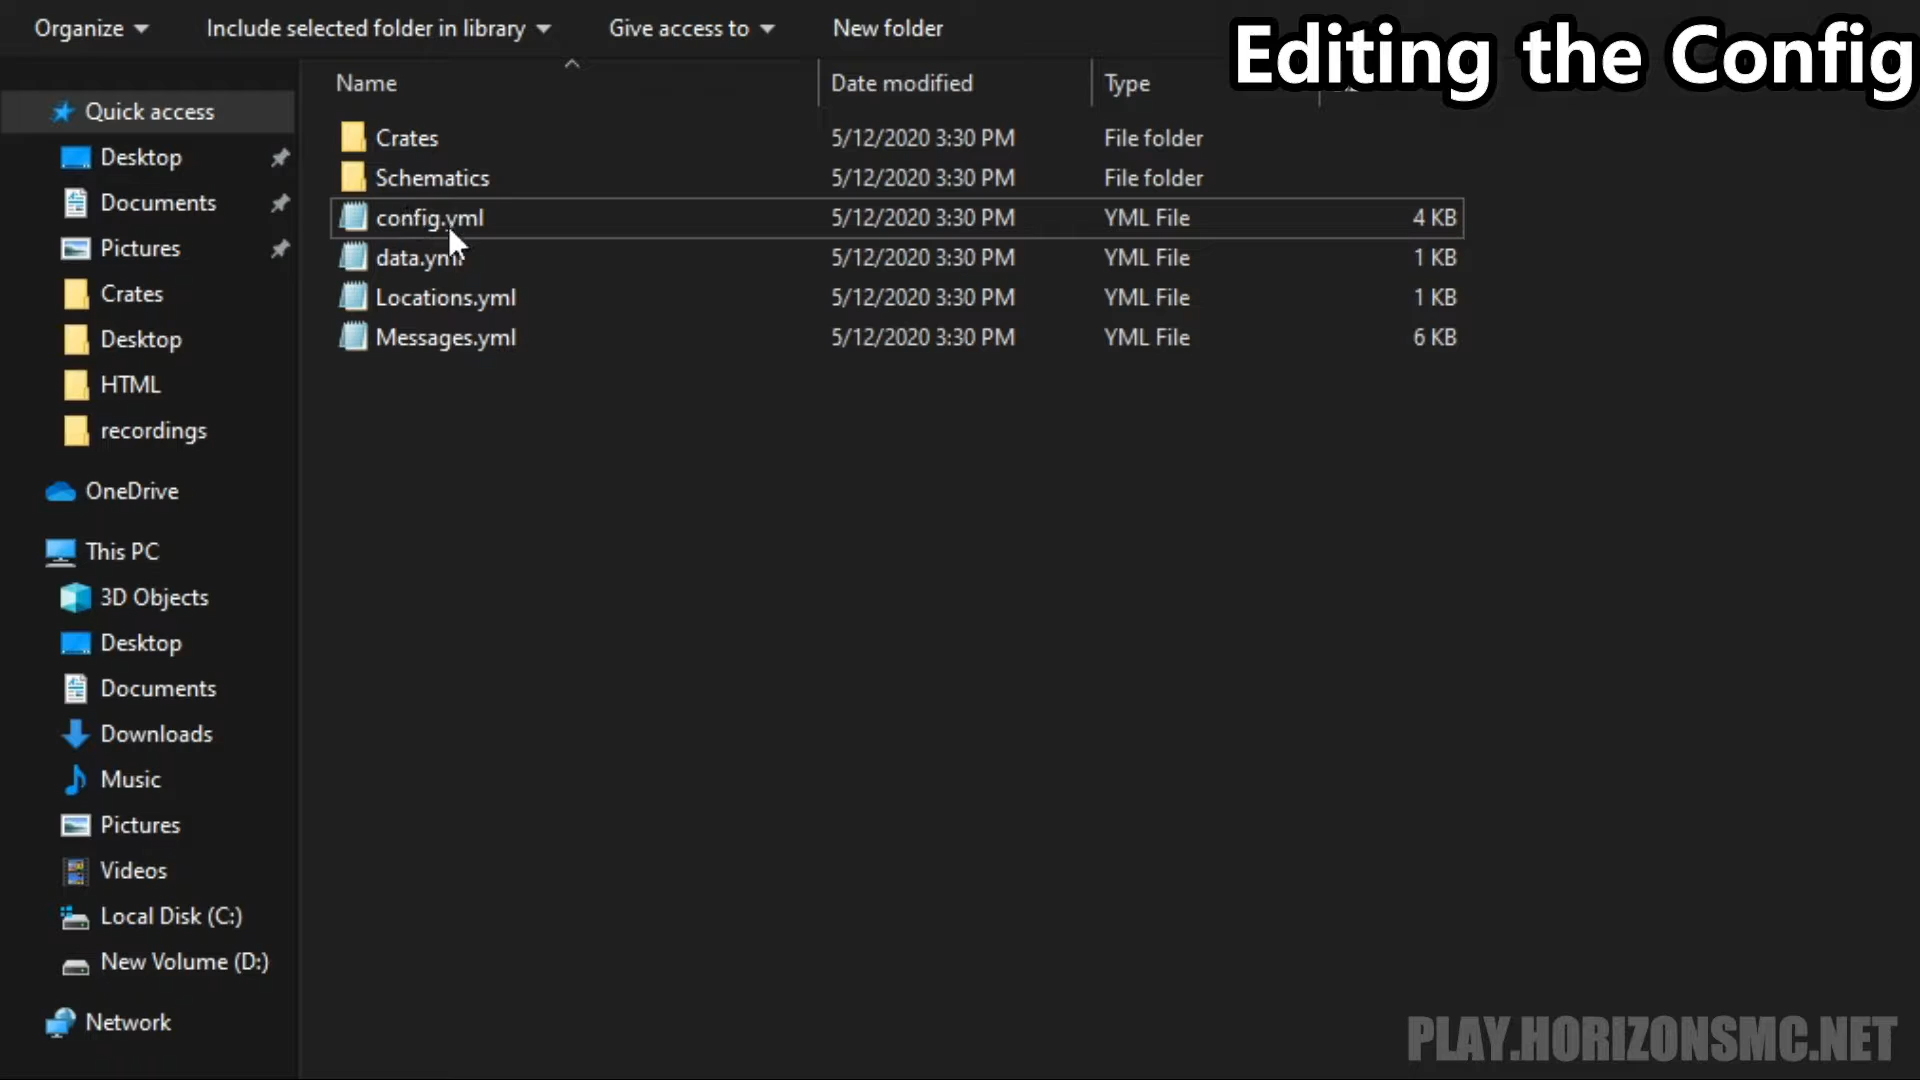 Organize
Include selected folder in library
Give access to
New folder
Editing the Config
Name
Date modified
Type
Quick access
Desktop
Documents
Pictures
Crates
Desktop
HTML
recordings
OneDrive
This PC
3D Objects
Desktop
Documents
Downloads
Music
Pictures
Videos
Local Disk (C:)
New Volume (D:)
Network
Crates 5/12/2020 3:30 PM File folder
Schematics 5/12/2020 3:30 PM File folder
config.yml 5/12/2020 3:30 PM YML File 4 KB
data.yml 5/12/2020 3:30 PM YML File 1 KB
Locations.yml 5/12/2020 3:30 PM YML File 1 KB
Messages.yml 5/12/2020 3:30 PM YML File 6 KB
PLAY.HORIZONSMC.NET